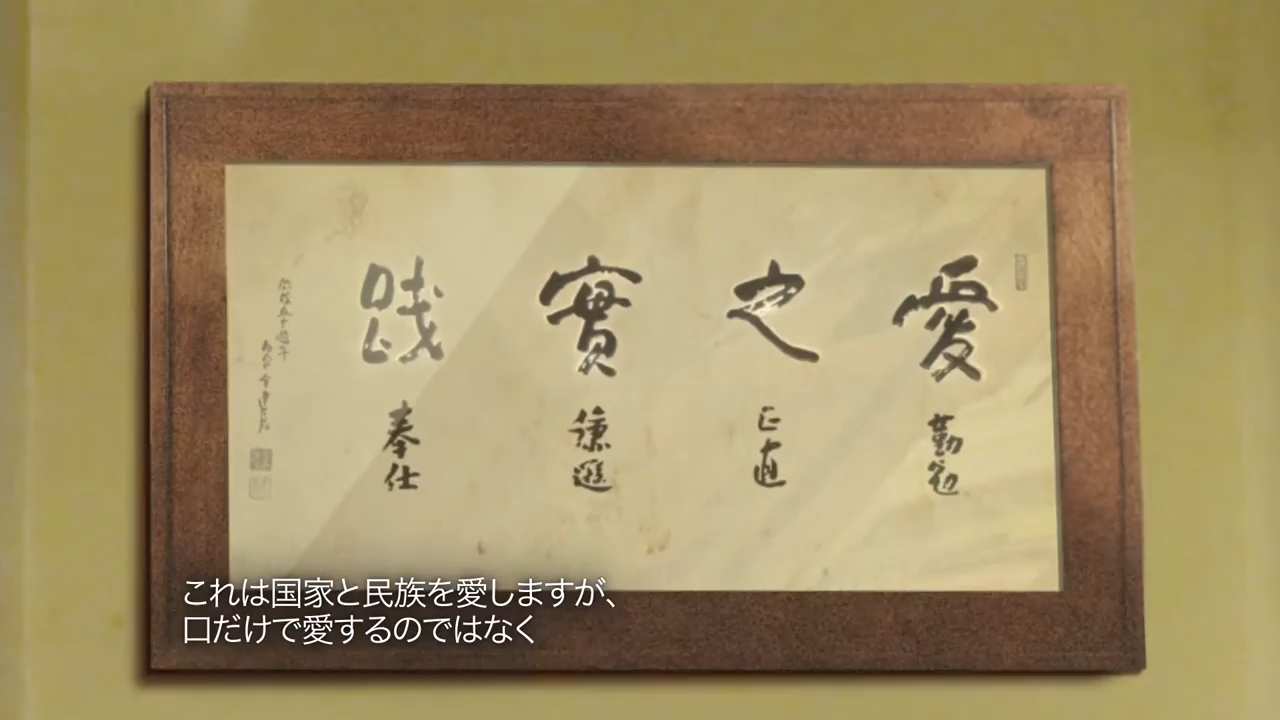 愛之實踐
勤勉
正直
謙遜
奉仕
これは国家と民族を愛しますが、
口だけで愛するのではなく